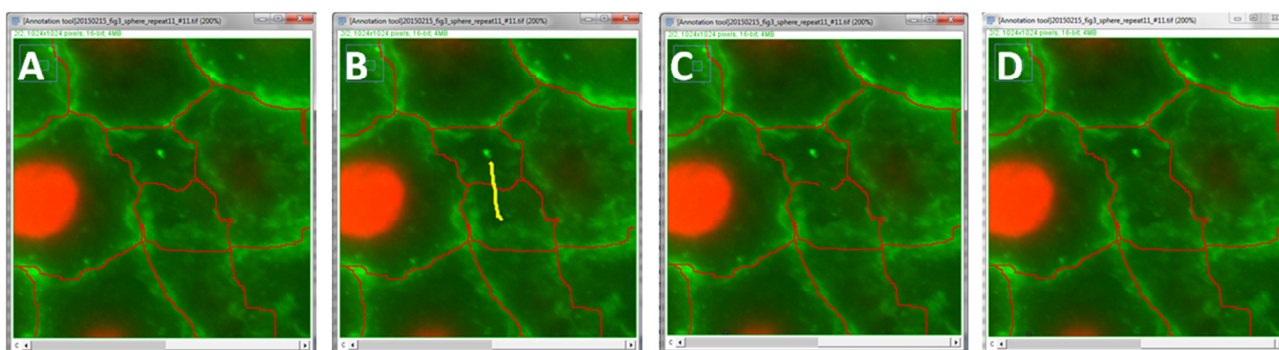 [Annotation tool]20150215_fig3_sphere_repeat11_#11.tif (200%)
2/2; 1024x1024 pixels; 16-bit; 4MB
A
c
[Annotation tool]20150215_fig3_sphere_repeat11_#11.tif (200%)
2/2; 1024x1024 pixels; 16-bit; 4MB
B
c
[Annotation tool]20150215_fig3_sphere_repeat11_#11.tif (200%)
2/2; 1024x1024 pixels; 16-bit; 4MB
C
c
[Annotation tool]20150215_fig3_sphere_repeat11_#11.tif (200%)
2/2; 1024x1024 pixels; 16-bit; 4MB
D
c